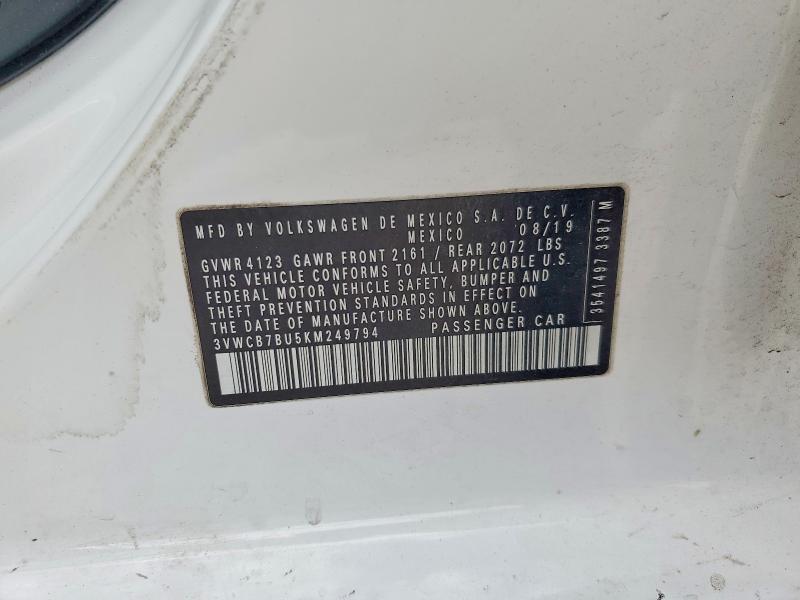 MFD BY VOLKSWAGEN DE MEXICO S.A. DE C.V.
MEXICO 08/19
GVWR 4123 GAWR FRONT 2161 / REAR 2072 LBS
THIS VEHICLE CONFORMS TO ALL APPLICABLE U.S.
FEDERAL MOTOR VEHICLE SAFETY, BUMPER AND
THEFT PREVENTION STANDARDS IN EFFECT ON
THE DATE OF MANUFACTURE SHOWN ABOVE.
3VWCB7BU5KM249794 PASSENGER CAR
3541497 3387 M